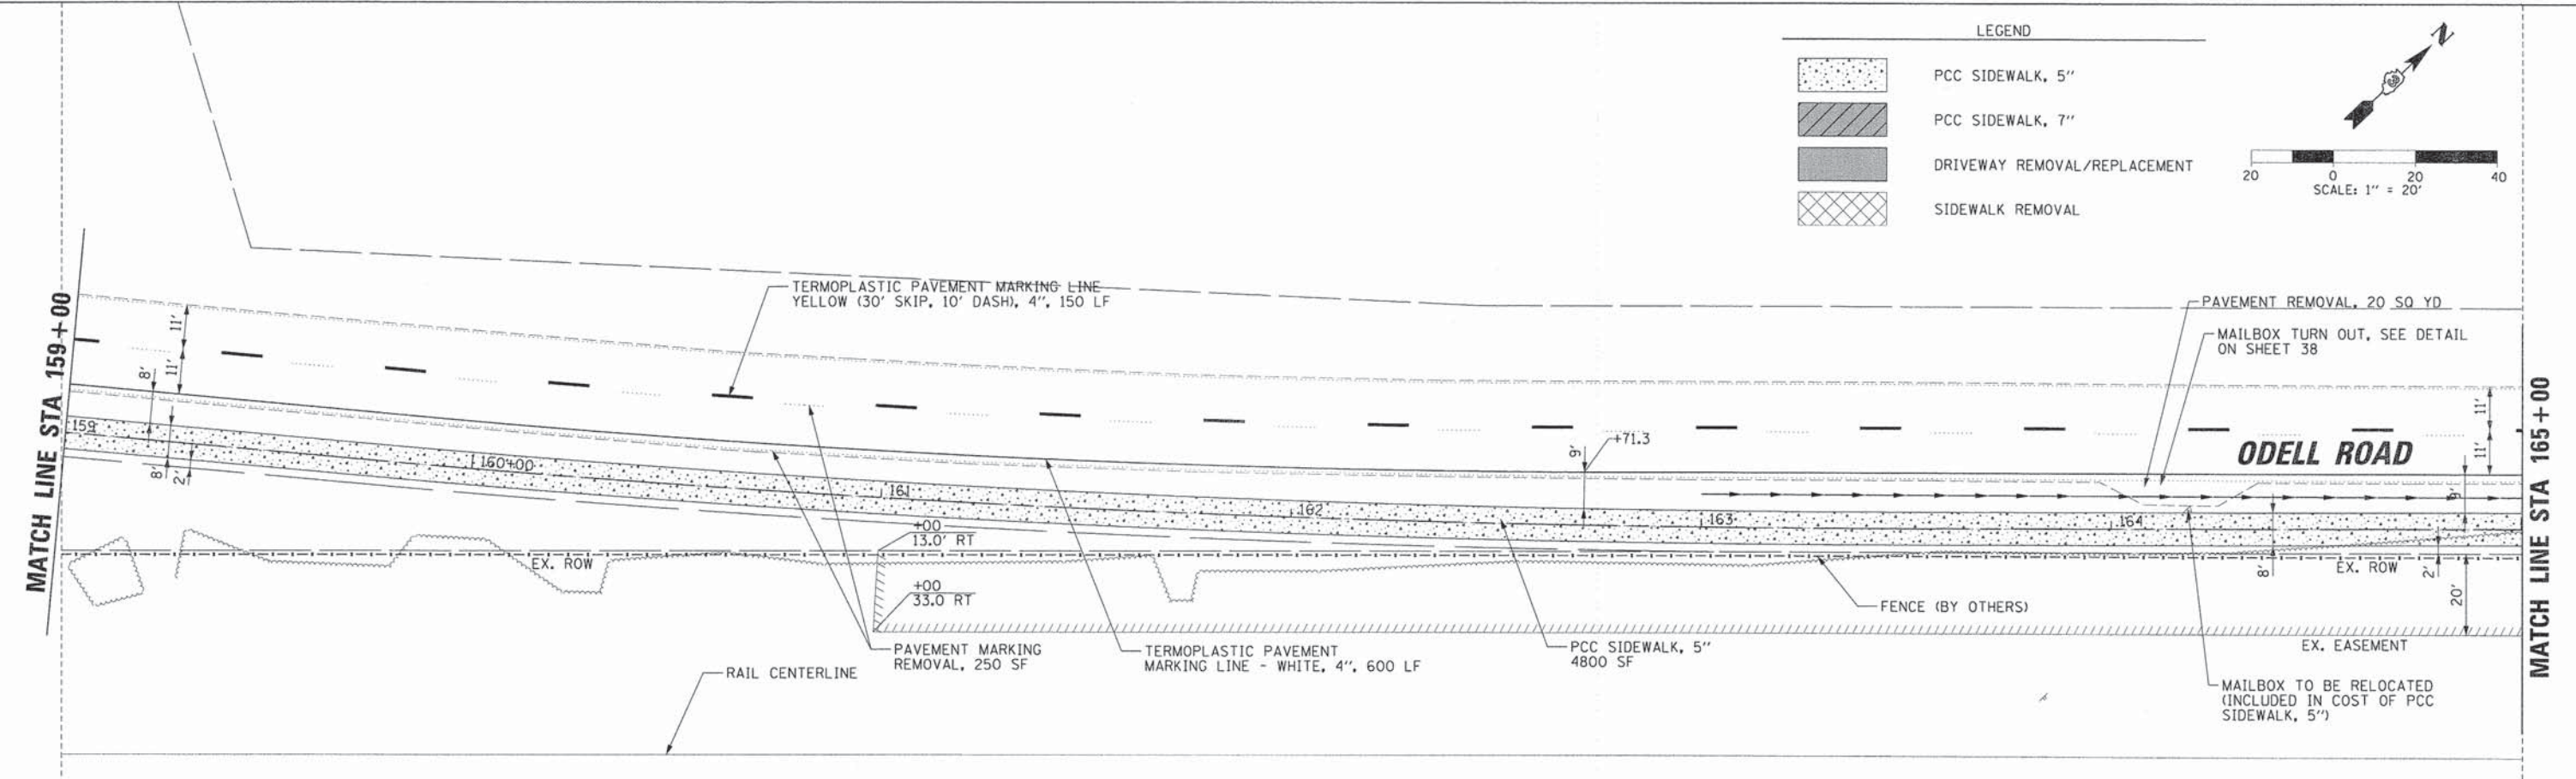 LEGEND
PCC SIDEWALK, 5"
PCC SIDEWALK, 7"
DRIVEWAY REMOVAL/REPLACEMENT
SIDEWALK REMOVAL
N
20 0 20 40
SCALE: 1" = 20'
MATCH LINE STA 159+00
TERMOPLASTIC PAVEMENT MARKING LINE
YELLOW (30' SKIP, 10' DASH), 4", 150 LF
PAVEMENT REMOVAL, 20 SQ YD
MAILBOX TURN OUT, SEE DETAIL
ON SHEET 38
11'
11'
8'
8'
2'
159
160+00
161
162
163
164
+71.3
9'
11'
11'
9'
ODELL ROAD
8'
2'
20'
EX. ROW
+00
13.0' RT
+00
33.0 RT
EX. ROW
FENCE (BY OTHERS)
PAVEMENT MARKING
REMOVAL, 250 SF
TERMOPLASTIC PAVEMENT
MARKING LINE - WHITE, 4", 600 LF
PCC SIDEWALK, 5"
4800 SF
EX. EASEMENT
RAIL CENTERLINE
MAILBOX TO BE RELOCATED
(INCLUDED IN COST OF PCC
SIDEWALK, 5")
MATCH LINE STA 165+00